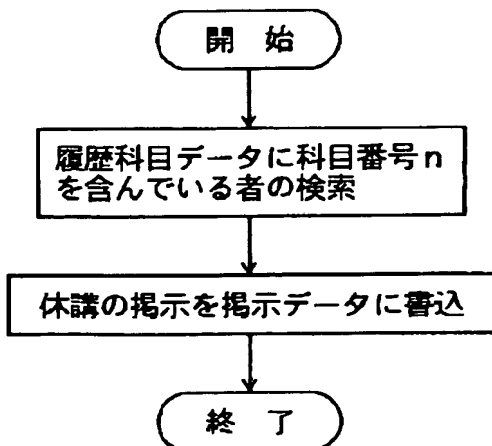 開 始
履歴科目データに科目番号n
を含んでいる者の検索
休講の掲示を掲示データに書込
終 了